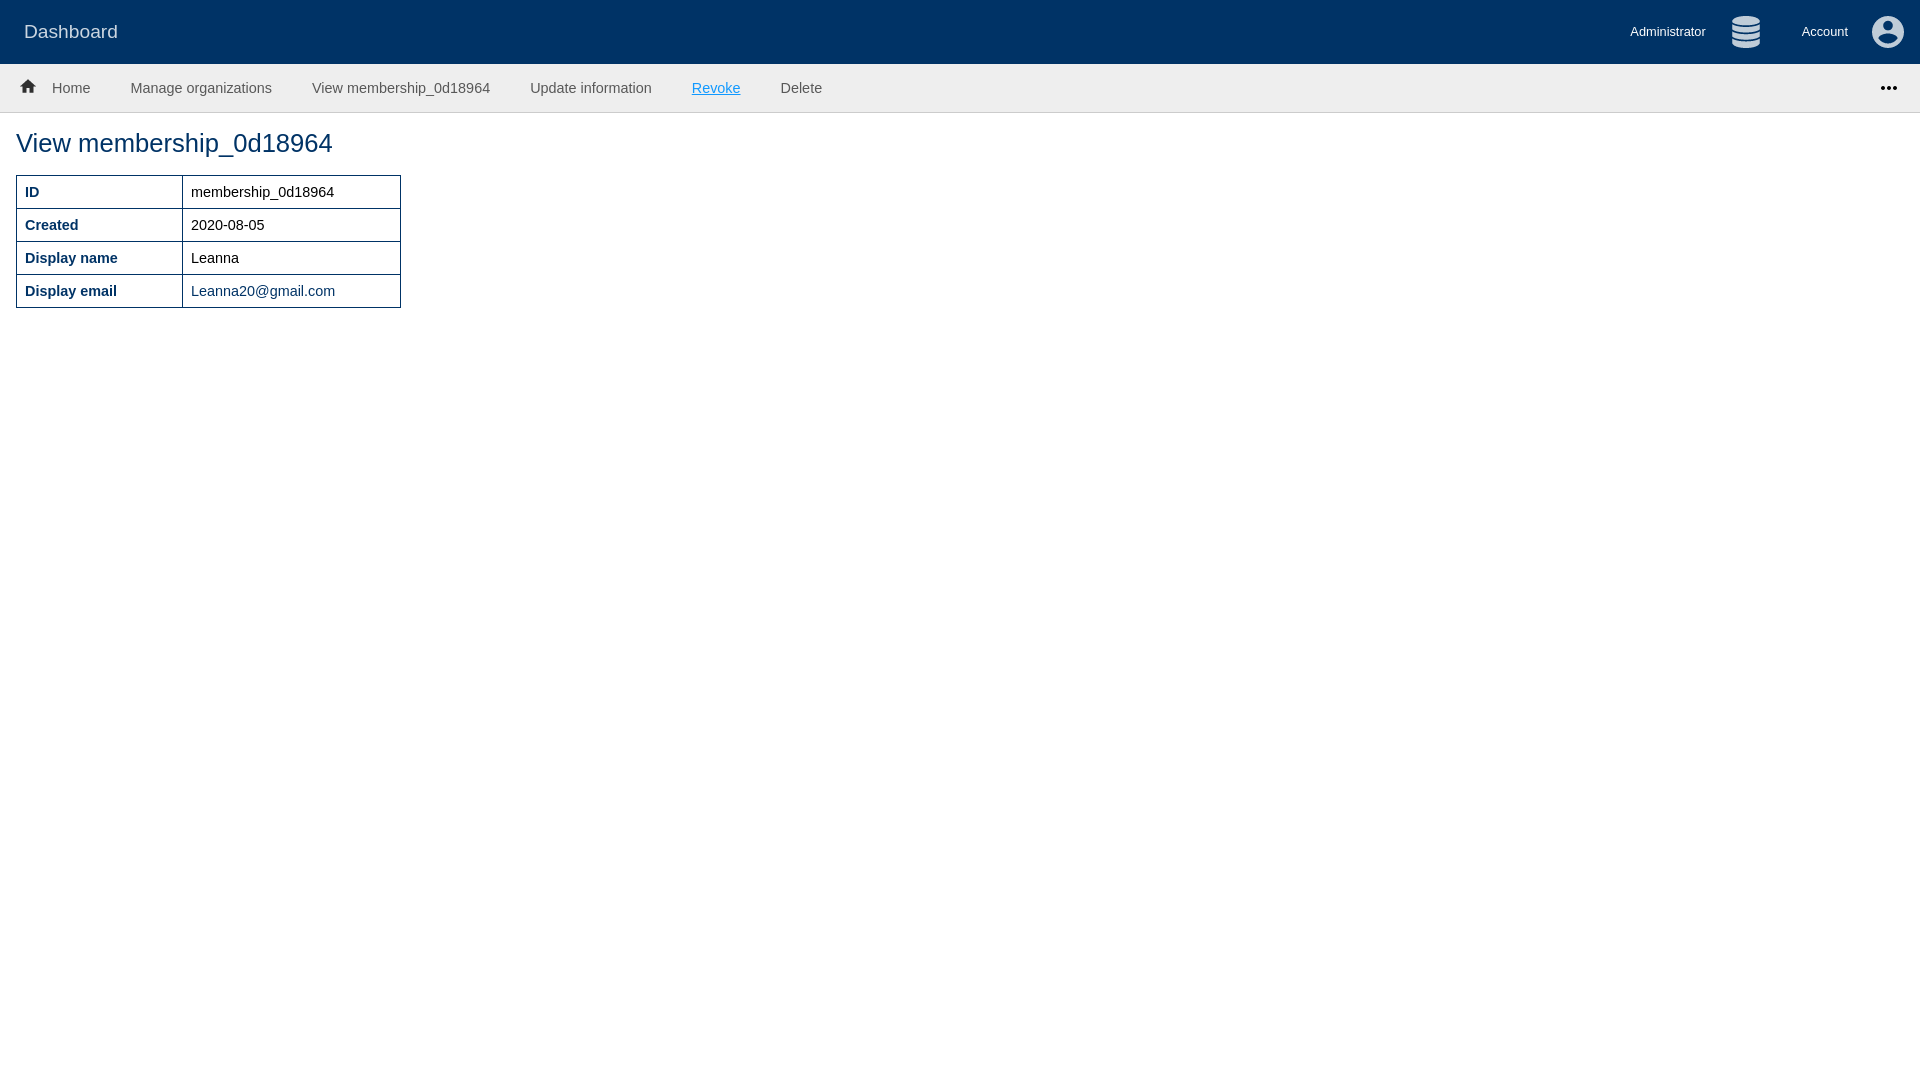 Dashboard
Administrator
Account
Home
Manage organizations
View membership_0d18964
Update information
Revoke
Delete
View membership_0d18964
ID membership_0d18964
Created 2020-08-05
Display name Leanna
Display email Leanna20@gmail.com